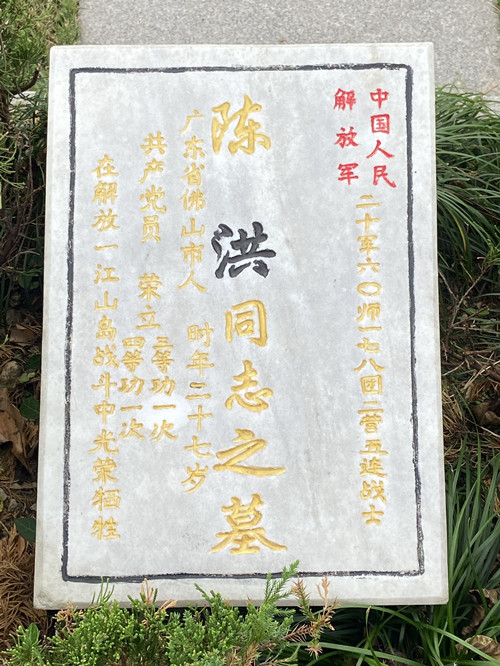 中国人民
解放军
二十军六〇师一七八团二营五连战士
陈洪同志之墓
广东省佛山市人 时年二十七岁
共产党员 荣立三等功一次
四等功一次
在解放一江山岛战斗中光荣牺牲